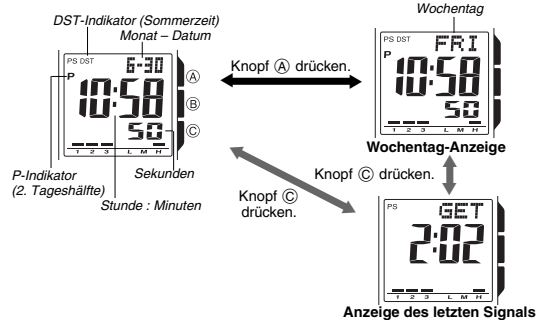 DST-Indikator (Sommerzeit)
Monat – Datum
PS DST
6-30
P
10:58
50
1 2 3 L M H
Ⓐ
Ⓑ
Ⓒ
P-Indikator
(2. Tageshälfte)
Stunde : Minuten
Sekunden
Knopf Ⓐ drücken.
Wochentag
PS DST
FRI
P
10:58
50
1 2 3 L M H
Wochentag-Anzeige
Knopf Ⓒ drücken.
Knopf Ⓒ
drücken.
PS
GET
2:02
1 2 3 L M H
Anzeige des letzten Signals